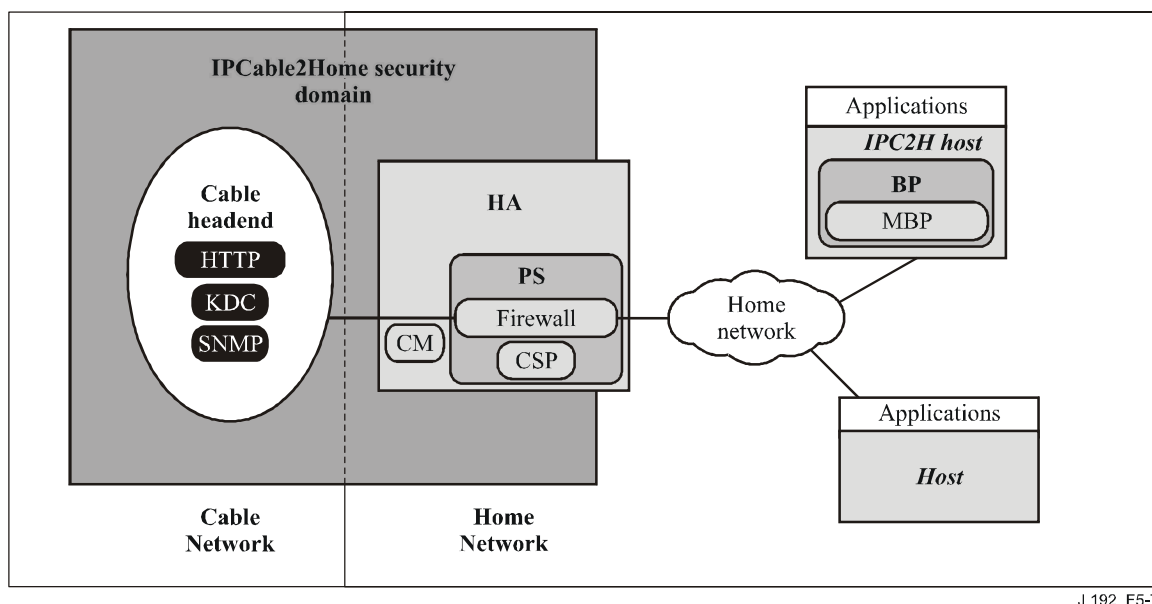 IPCable2Home security
domain
Cable
headend
HTTP
KDC
SNMP
HA
PS
Firewall
CM
CSP
Home
network
Applications
IPC2H host
BP
MBP
Applications
Host
Cable
Network
Home
Network